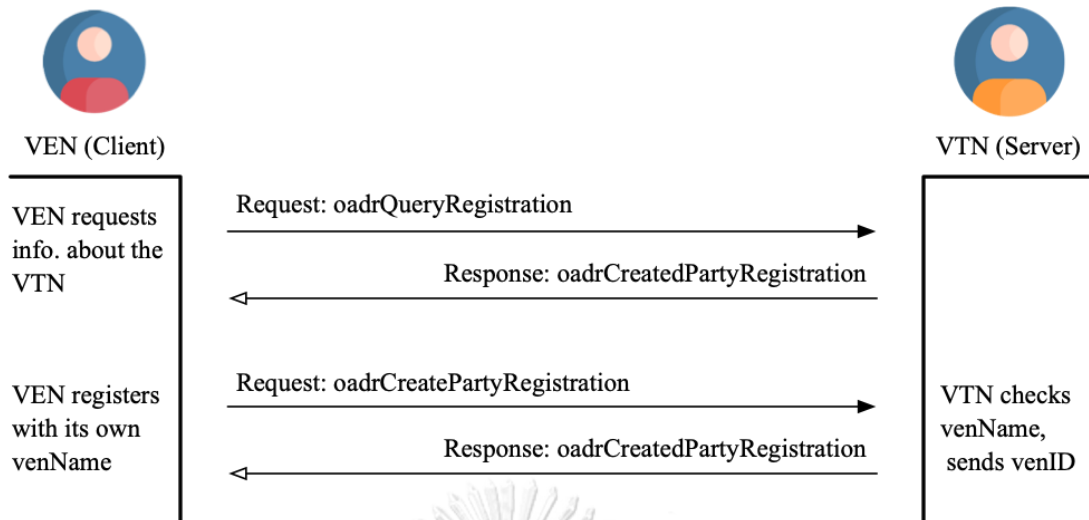 VEN (Client)
VTN (Server)
VEN requests
info. about the
VTN
Request: oadrQueryRegistration
Response: oadrCreatedPartyRegistration
VEN registers
with its own
venName
Request: oadrCreatePartyRegistration
Response: oadrCreatedPartyRegistration
VTN checks
venName,
sends venID